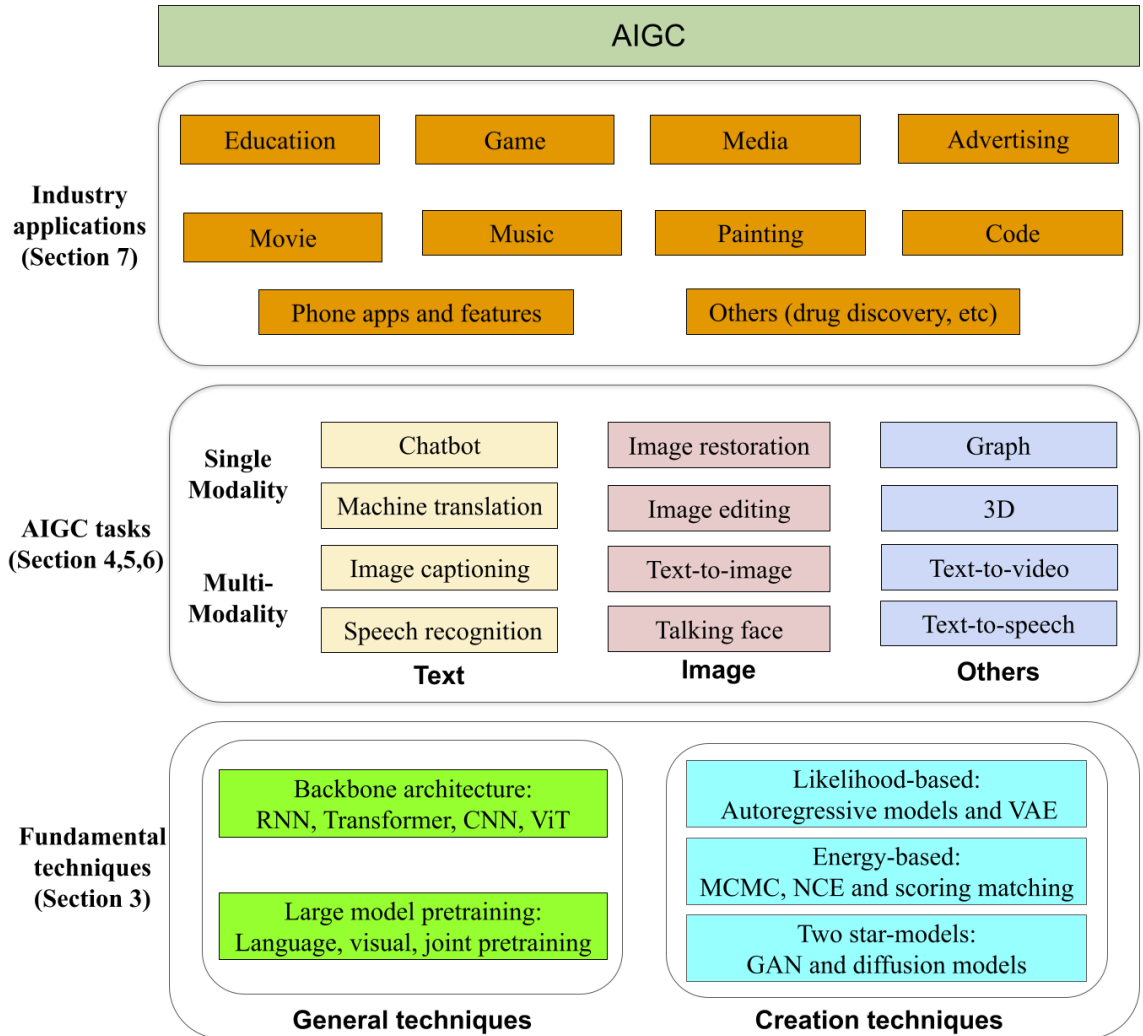 AIGC
Industry
applications
(Section 7)
Educatiion
Game
Media
Advertising
Movie
Music
Painting
Code
Phone apps and features
Others (drug discovery, etc)
AIGC tasks
(Section 4,5,6)
Single
Modality
Multi-
Modality
Chatbot
Machine translation
Image captioning
Speech recognition
Text
Image restoration
Image editing
Text-to-image
Talking face
Image
Graph
3D
Text-to-video
Text-to-speech
Others
Fundamental
techniques
(Section 3)
Backbone architecture:
RNN, Transformer, CNN, ViT
Large model pretraining:
Language, visual, joint pretraining
General techniques
Likelihood-based:
Autoregressive models and VAE
Energy-based:
MCMC, NCE and scoring matching
Two star-models:
GAN and diffusion models
Creation techniques